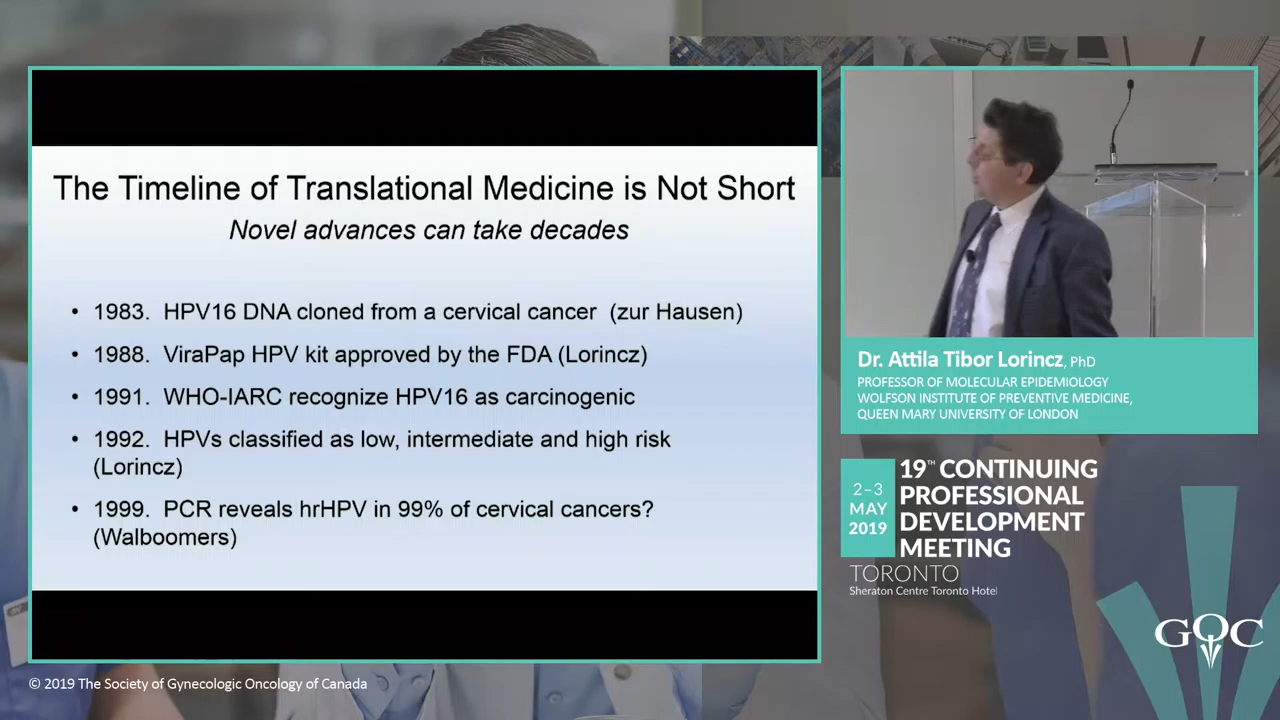 The Timeline of Translational Medicine is Not Short
Novel advances can take decades
• 1983. HPV16 DNA cloned from a cervical cancer (zur Hausen)
• 1988. ViraPap HPV kit approved by the FDA (Lorincz)
• 1991. WHO-IARC recognize HPV16 as carcinogenic
• 1992. HPVs classified as low, intermediate and high risk
(Lorincz)
• 1999. PCR reveals hrHPV in 99% of cervical cancers?
(Walboomers)
Dr. Attila Tibor Lorincz, PhD
PROFESSOR OF MOLECULAR EPIDEMIOLOGY
WOLFSON INSTITUTE OF PREVENTIVE MEDICINE,
QUEEN MARY UNIVERSITY OF LONDON
2–3
MAY
2019
19TH CONTINUING
PROFESSIONAL
DEVELOPMENT
MEETING
TORONTO
Sheraton Centre Toronto Hotel
GOC
© 2019 The Society of Gynecologic Oncology of Canada